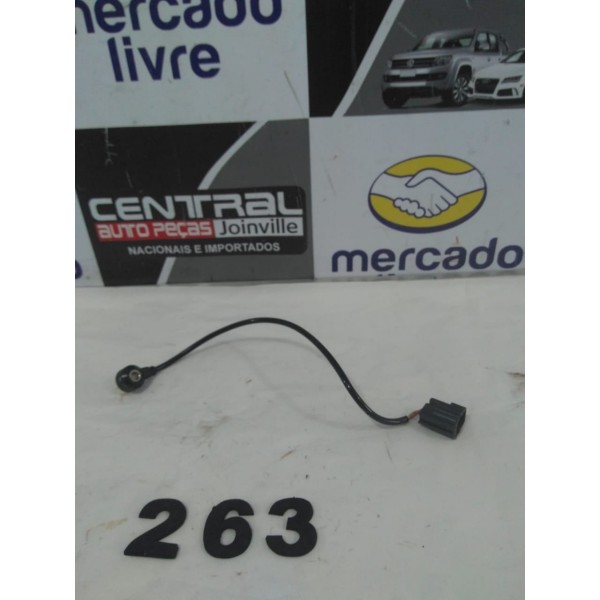 mercado
livre
CENTRAL
AUTO PEÇAS Joinville
NACIONAIS E IMPORTADOS
mercado
263